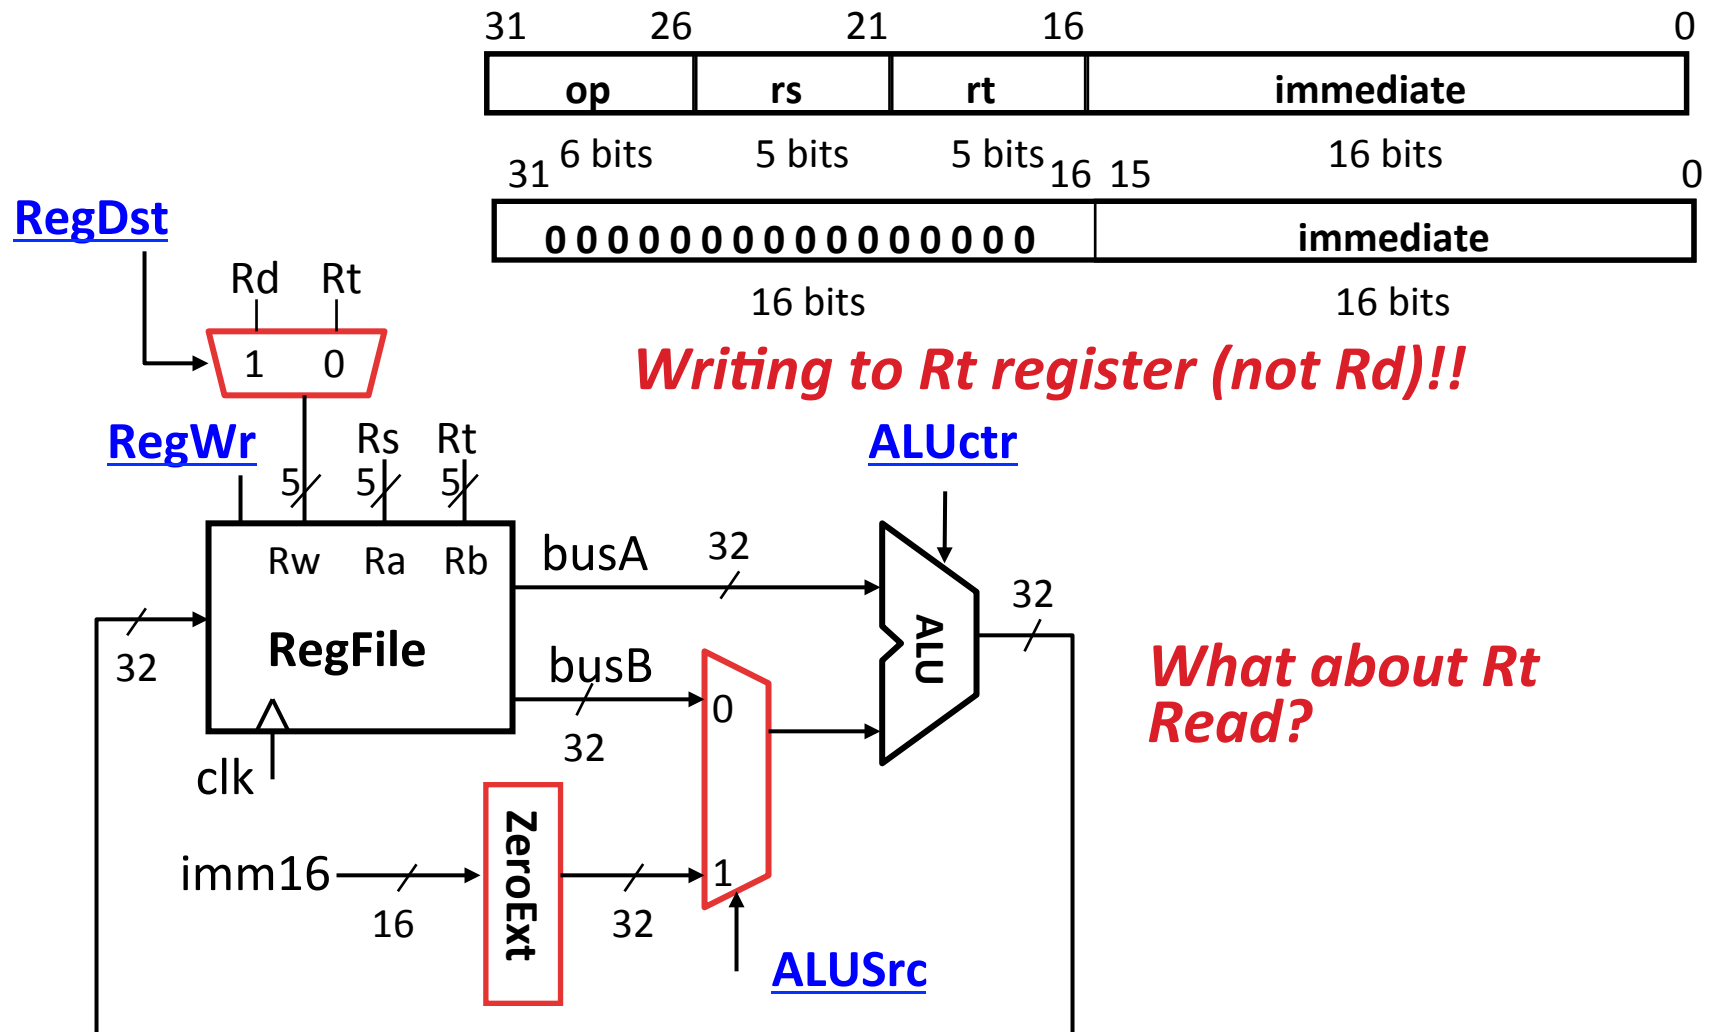 31 26 21 16 0
op rs rt immediate
6 bits 5 bits 5 bits 16 bits
31 16 15 0
0 0 0 0 0 0 0 0 0 0 0 0 0 0 0 0 immediate
16 bits 16 bits
RegDst
Rd Rt
1 0
Writing to Rt register (not Rd)!!
RegWr Rs Rt ALUctr
5 5 5
Rw Ra Rb busA 32 32
RegFile busB ALU
32 0
32
clk
What about Rt
Read?
imm16 ZeroExt 1
16 32
ALUSrc